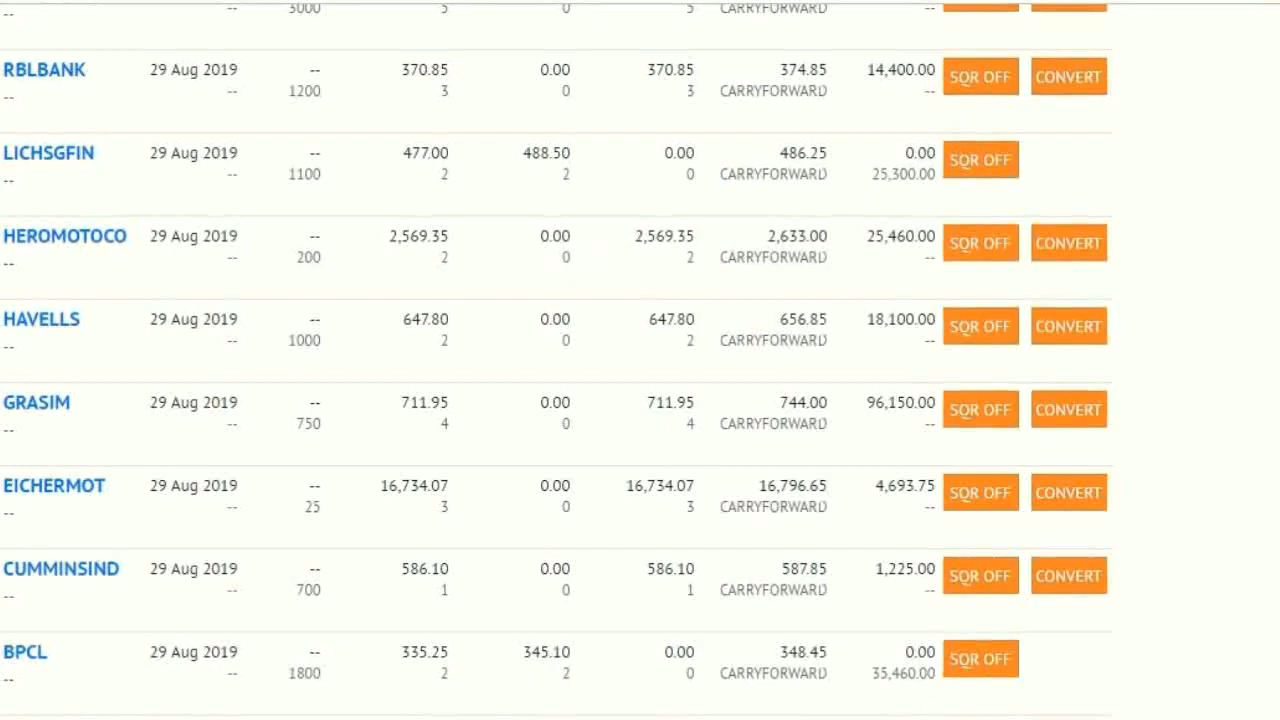 -- 3000 5 0 5 CARRYFORWARD --
RBLBANK 29 Aug 2019 -- 370.85 0.00 370.85 374.85 14,400.00 SQR OFF CONVERT
-- -- 1200 3 0 3 CARRYFORWARD --
LICHSGFIN 29 Aug 2019 -- 477.00 488.50 0.00 486.25 0.00 SQR OFF
-- -- 1100 2 2 0 CARRYFORWARD 25,300.00
HEROMOTOCO 29 Aug 2019 -- 2,569.35 0.00 2,569.35 2,633.00 25,460.00 SQR OFF CONVERT
-- -- 200 2 0 2 CARRYFORWARD --
HAVELLS 29 Aug 2019 -- 647.80 0.00 647.80 656.85 18,100.00 SQR OFF CONVERT
-- -- 1000 2 0 2 CARRYFORWARD --
GRASIM 29 Aug 2019 -- 711.95 0.00 711.95 744.00 96,150.00 SQR OFF CONVERT
-- -- 750 4 0 4 CARRYFORWARD --
EICHERMOT 29 Aug 2019 -- 16,734.07 0.00 16,734.07 16,796.65 4,693.75 SQR OFF CONVERT
-- -- 25 3 0 3 CARRYFORWARD --
CUMMINSIND 29 Aug 2019 -- 586.10 0.00 586.10 587.85 1,225.00 SQR OFF CONVERT
-- -- 700 1 0 1 CARRYFORWARD --
BPCL 29 Aug 2019 -- 335.25 345.10 0.00 348.45 0.00 SQR OFF
-- -- 1800 2 2 0 CARRYFORWARD 35,460.00